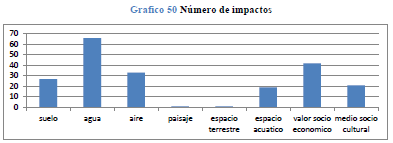 Grafico 50 Número de impactos
70
60
50
40
30
20
10
0
suelo
agua
aire
paisaje
espacio terrestre
espacio acuatico
valor socio economico
medio socio cultural